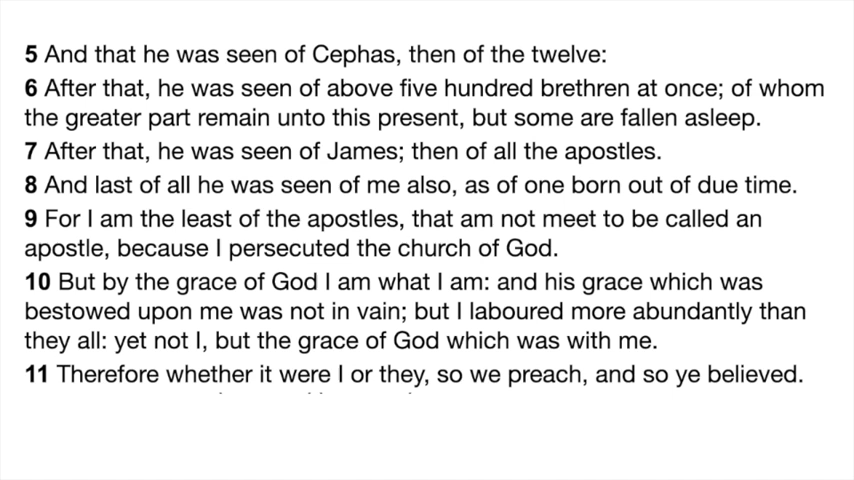 5 And that he was seen of Cephas, then of the twelve:
6 After that, he was seen of above five hundred brethren at once; of whom
the greater part remain unto this present, but some are fallen asleep.
7 After that, he was seen of James; then of all the apostles.
8 And last of all he was seen of me also, as of one born out of due time.
9 For I am the least of the apostles, that am not meet to be called an
apostle, because I persecuted the church of God.
10 But by the grace of God I am what I am: and his grace which was
bestowed upon me was not in vain; but I laboured more abundantly than
they all: yet not I, but the grace of God which was with me.
11 Therefore whether it were I or they, so we preach, and so ye believed.